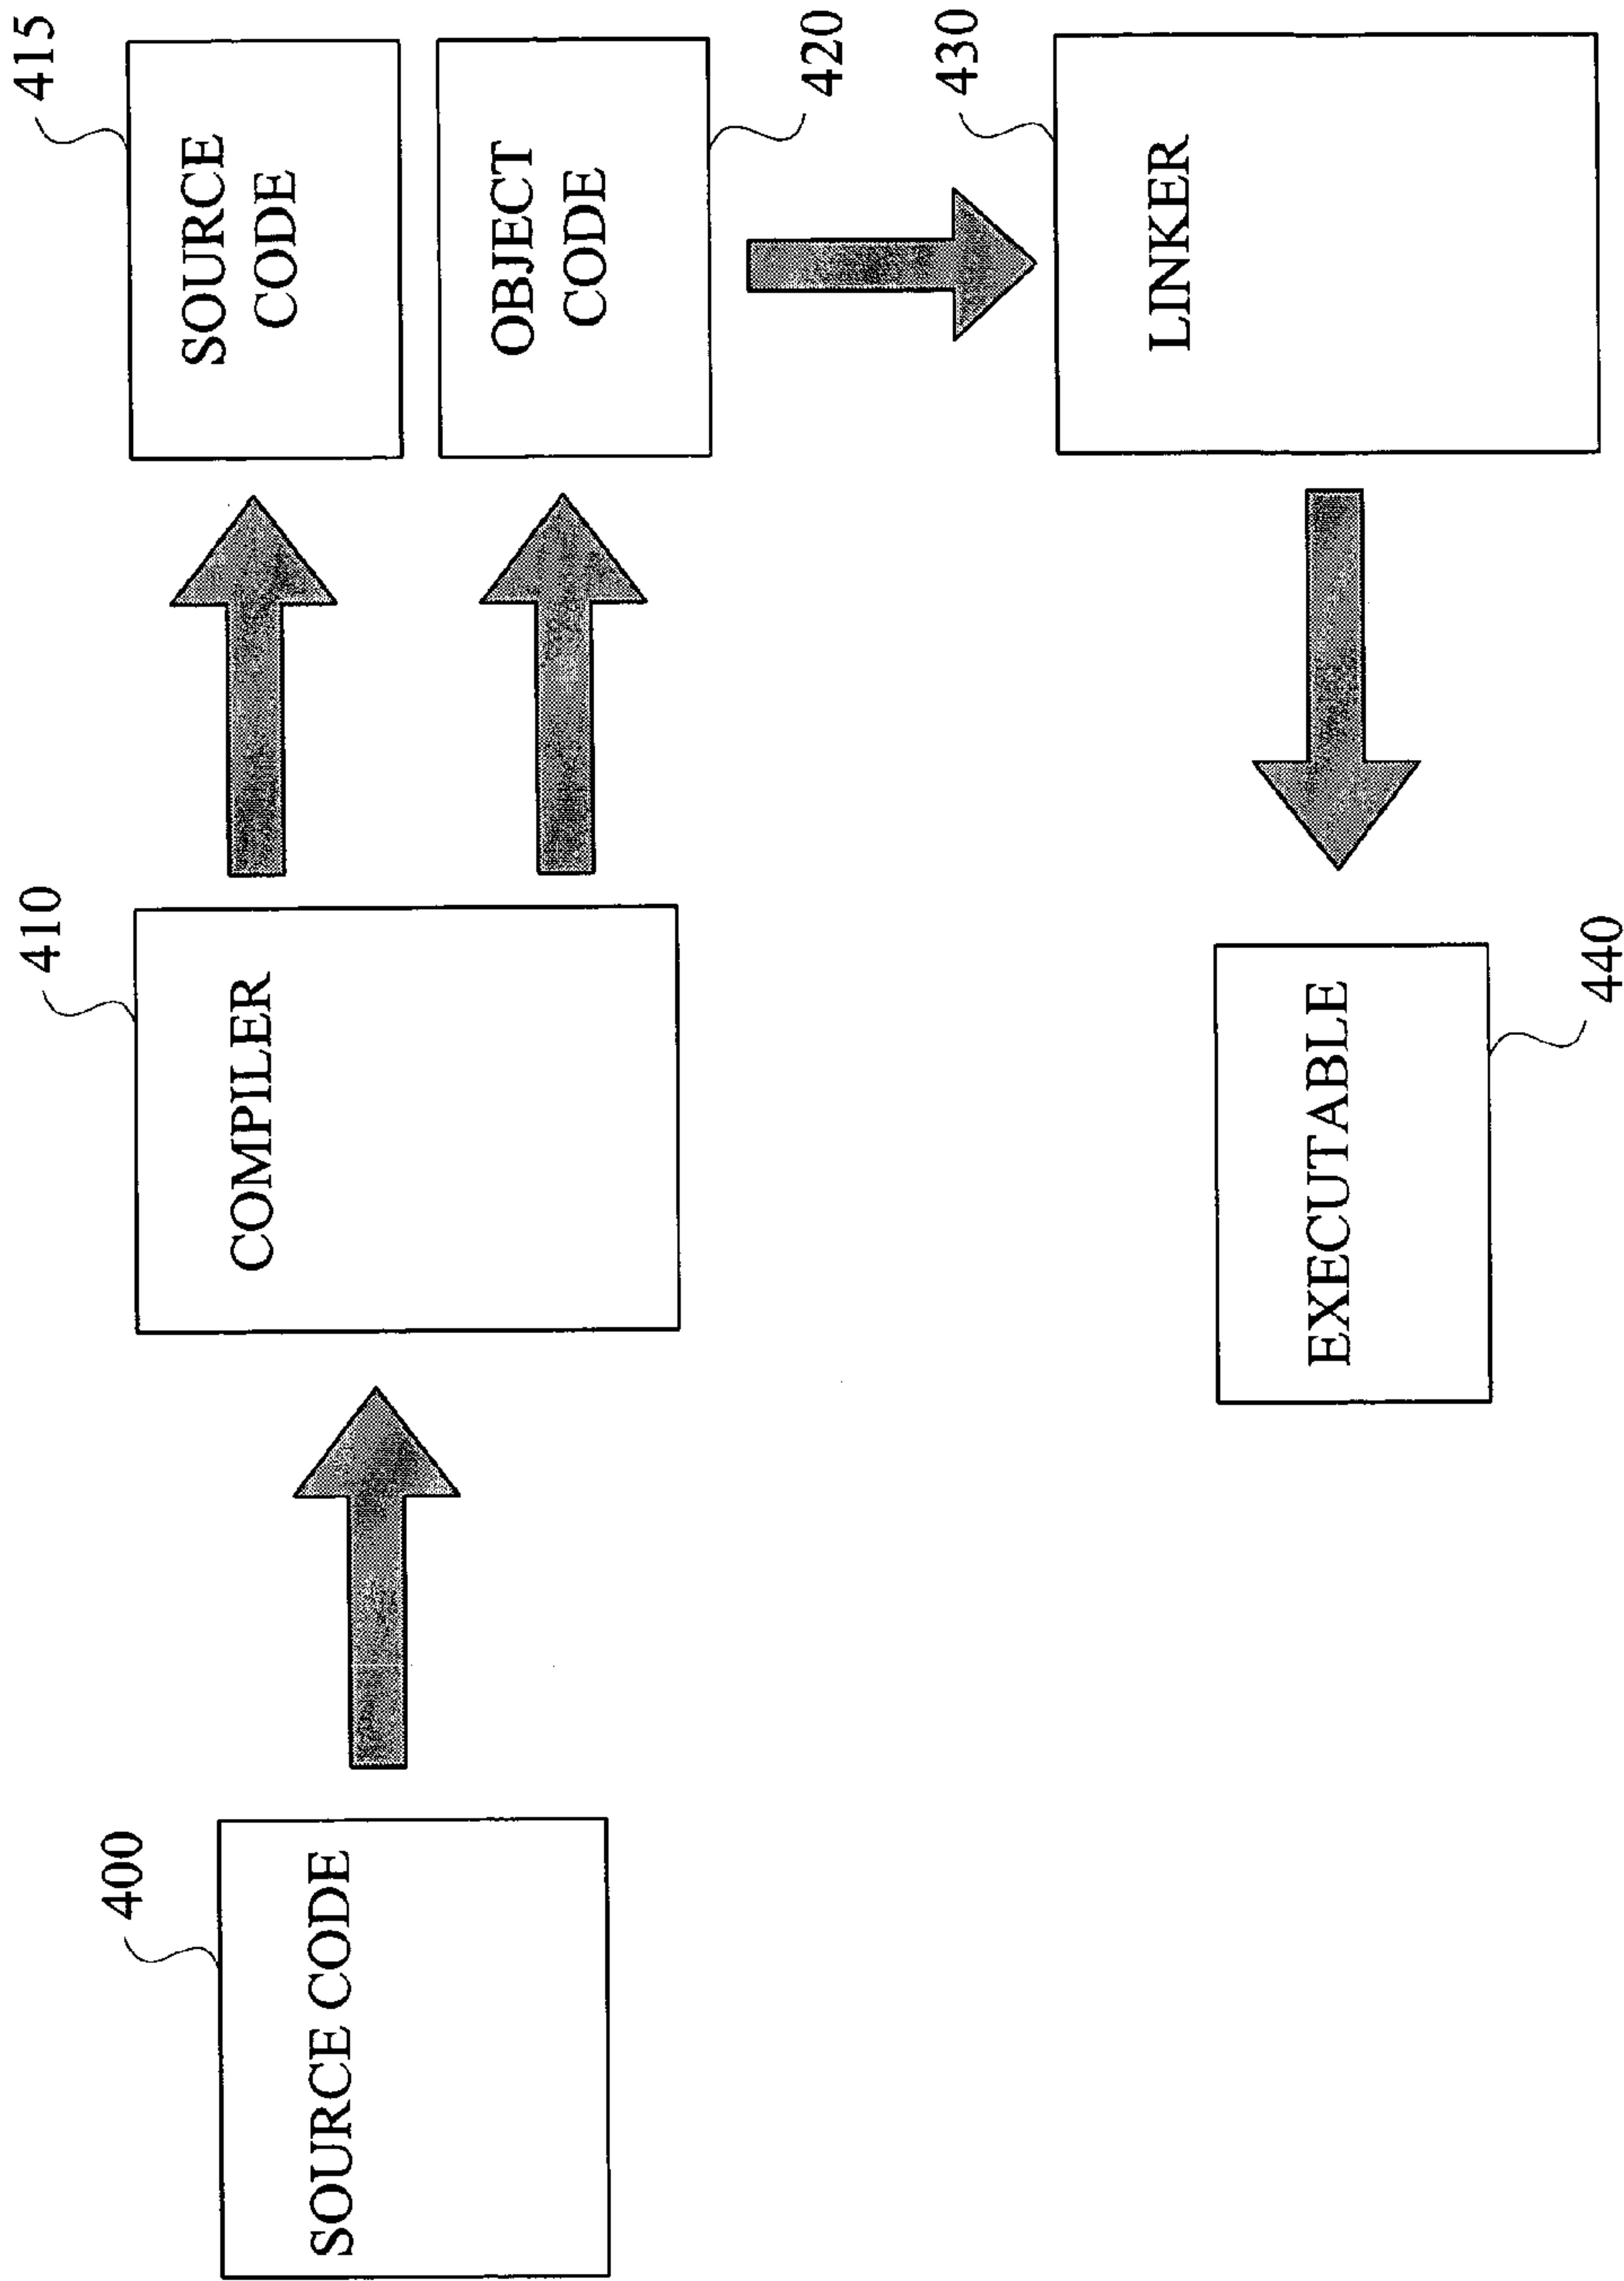 400
SOURCE CODE
410
COMPILER
415
SOURCE
CODE
OBJECT
CODE
420
430
LINKER
EXECUTABLE
440